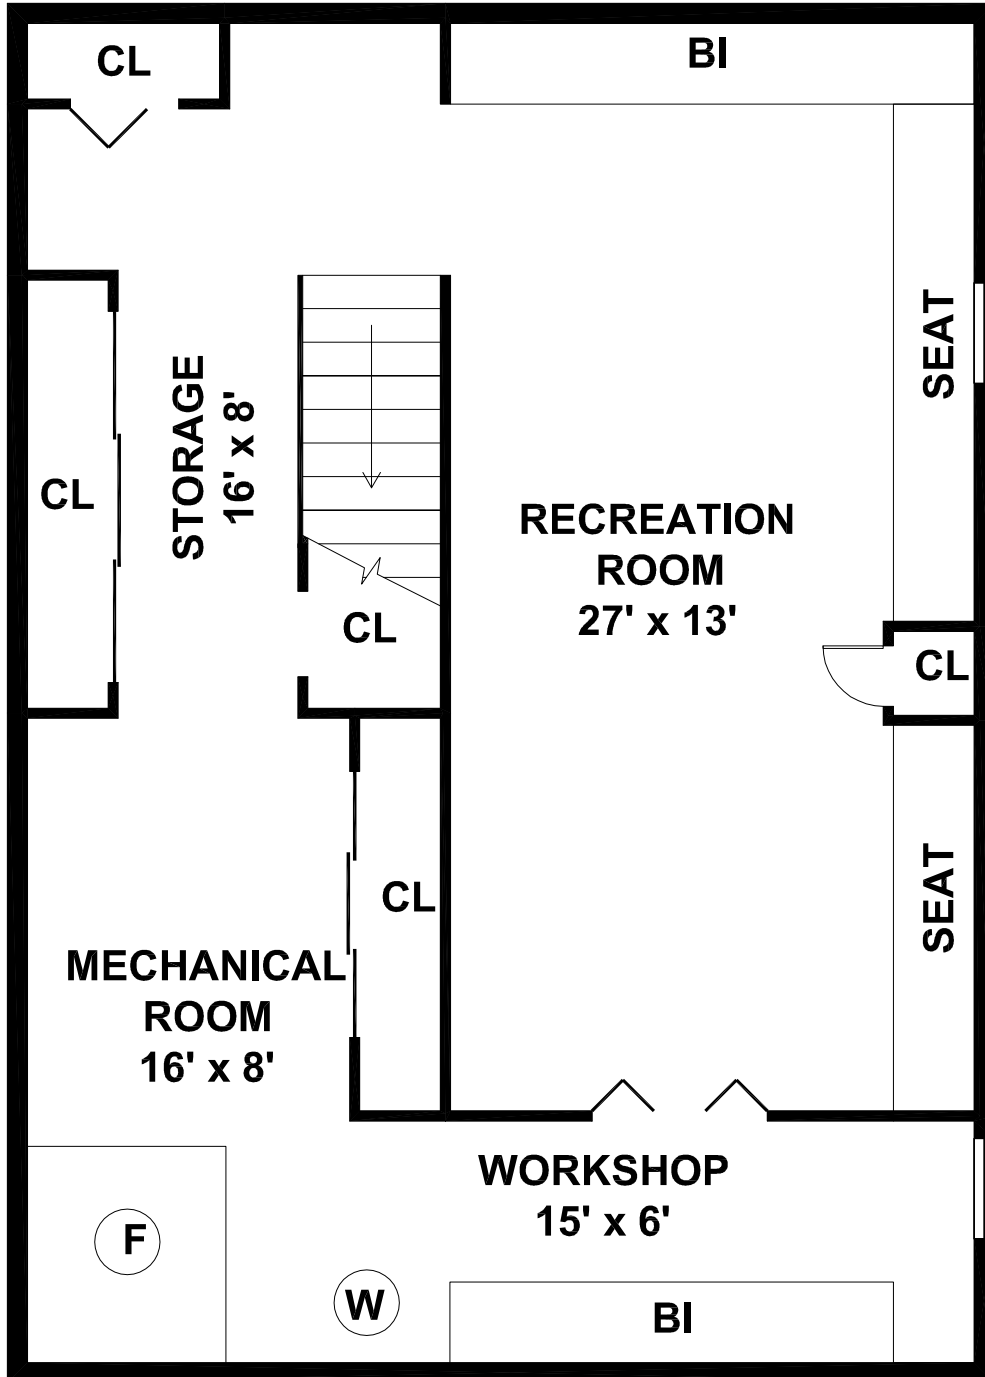 CL
BI
SEAT
STORAGE
16' x 8'
CL
RECREATION
ROOM
27' x 13'
CL
CL
SEAT
CL
MECHANICAL
ROOM
16' x 8'
WORKSHOP
15' x 6'
F
W
BI